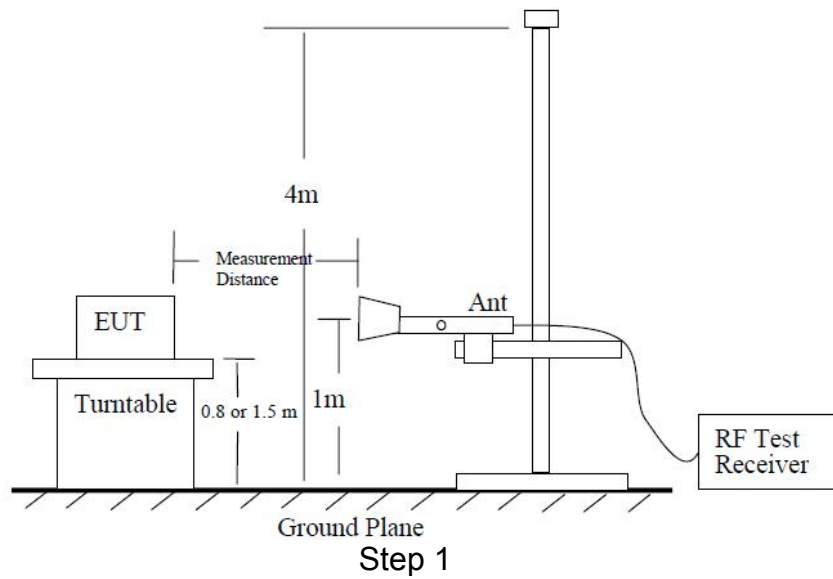 4m
Measurement
Distance
Ant
EUT
Turntable
0.8 or 1.5 m
1m
RF Test
Receiver
Ground Plane
Step 1